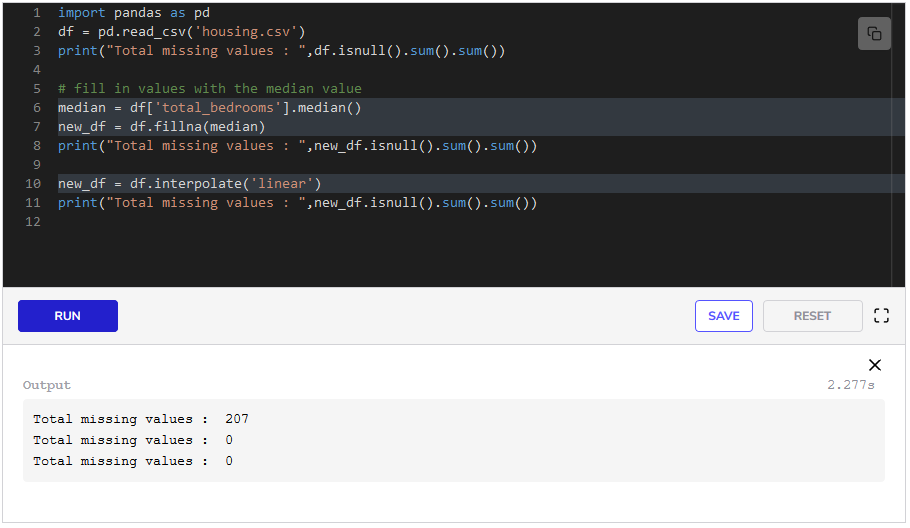 1 import pandas as pd
2 df = pd.read_csv('housing.csv')
3 print("Total missing values : ",df.isnull().sum().sum())
4
5 # fill in values with the median value
6 median = df['total_bedrooms'].median()
7 new_df = df.fillna(median)
8 print("Total missing values : ",new_df.isnull().sum().sum())
9
10 new_df = df.interpolate('linear')
11 print("Total missing values : ",new_df.isnull().sum().sum())
12
RUN SAVE RESET
Output 2.277s
Total missing values :  207
Total missing values :  0
Total missing values :  0